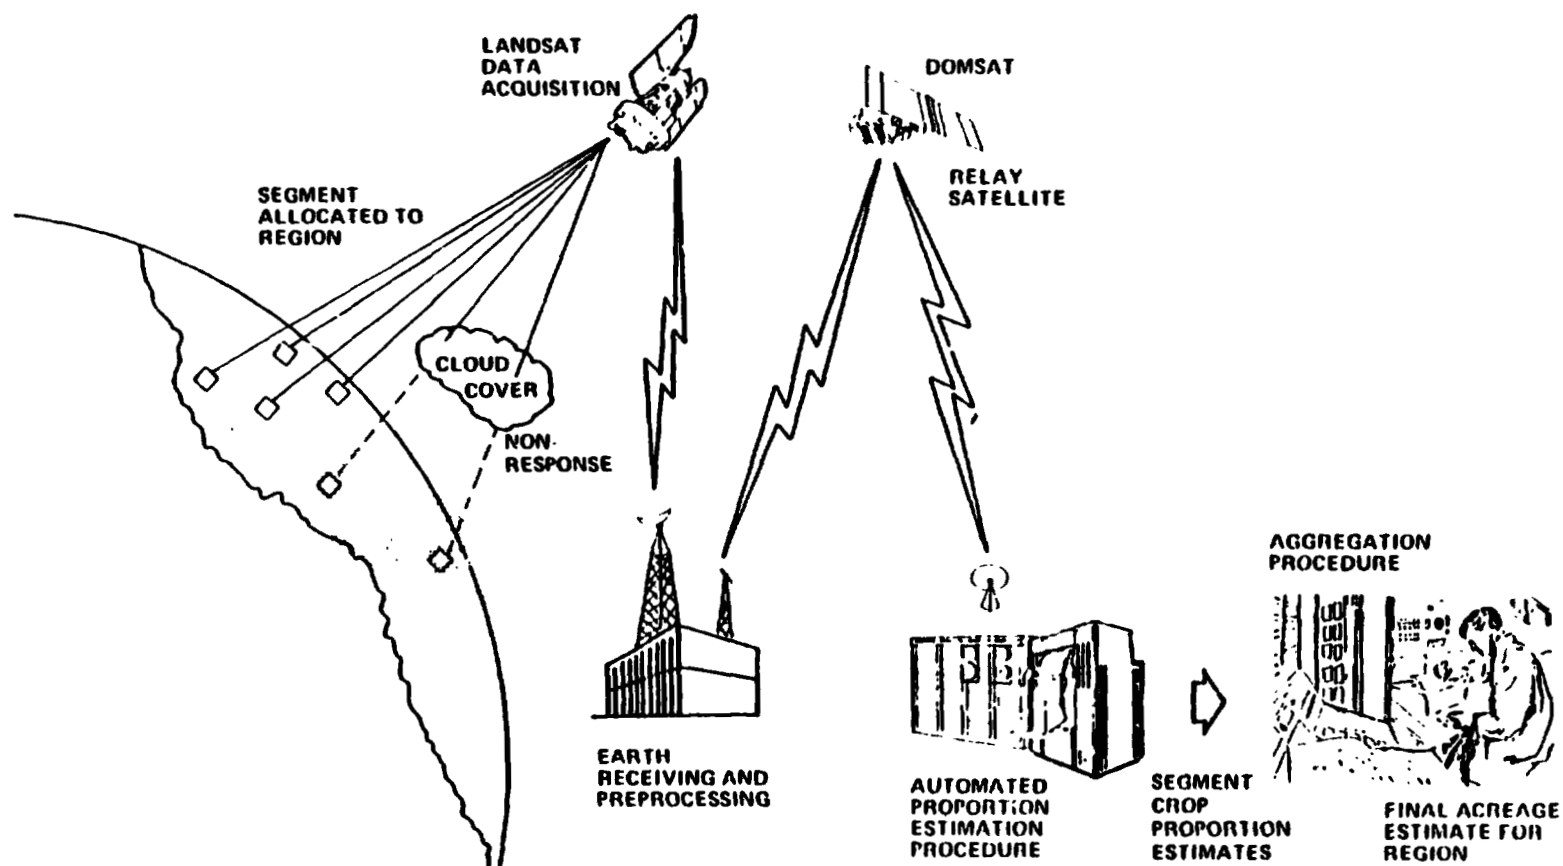 LANDSAT
DATA
ACQUISITION
DOMSAT
RELAY
SATELLITE
SEGMENT
ALLOCATED TO
REGION
CLOUD
COVER
NON-
RESPONSE
EARTH
RECEIVING AND
PREPROCESSING
AUTOMATED
PROPORTION
ESTIMATION
PROCEDURE
SEGMENT
CROP
PROPORTION
ESTIMATES
AGGREGATION
PROCEDURE
FINAL ACREAGE
ESTIMATE FOR
REGION